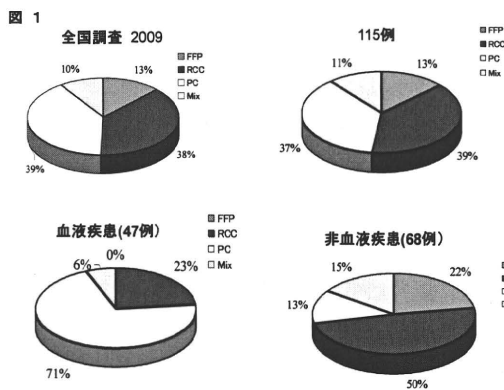 図 1
全国調査 2009
FFP
RCC
PC
Mix
10%
13%
39%
38%
115例
FFP
RCC
PC
Mix
11%
13%
37%
39%
血液疾患(47例)
FFP
RCC
PC
Mix
6%
0%
23%
71%
非血液疾患(68例)
15%
22%
13%
50%